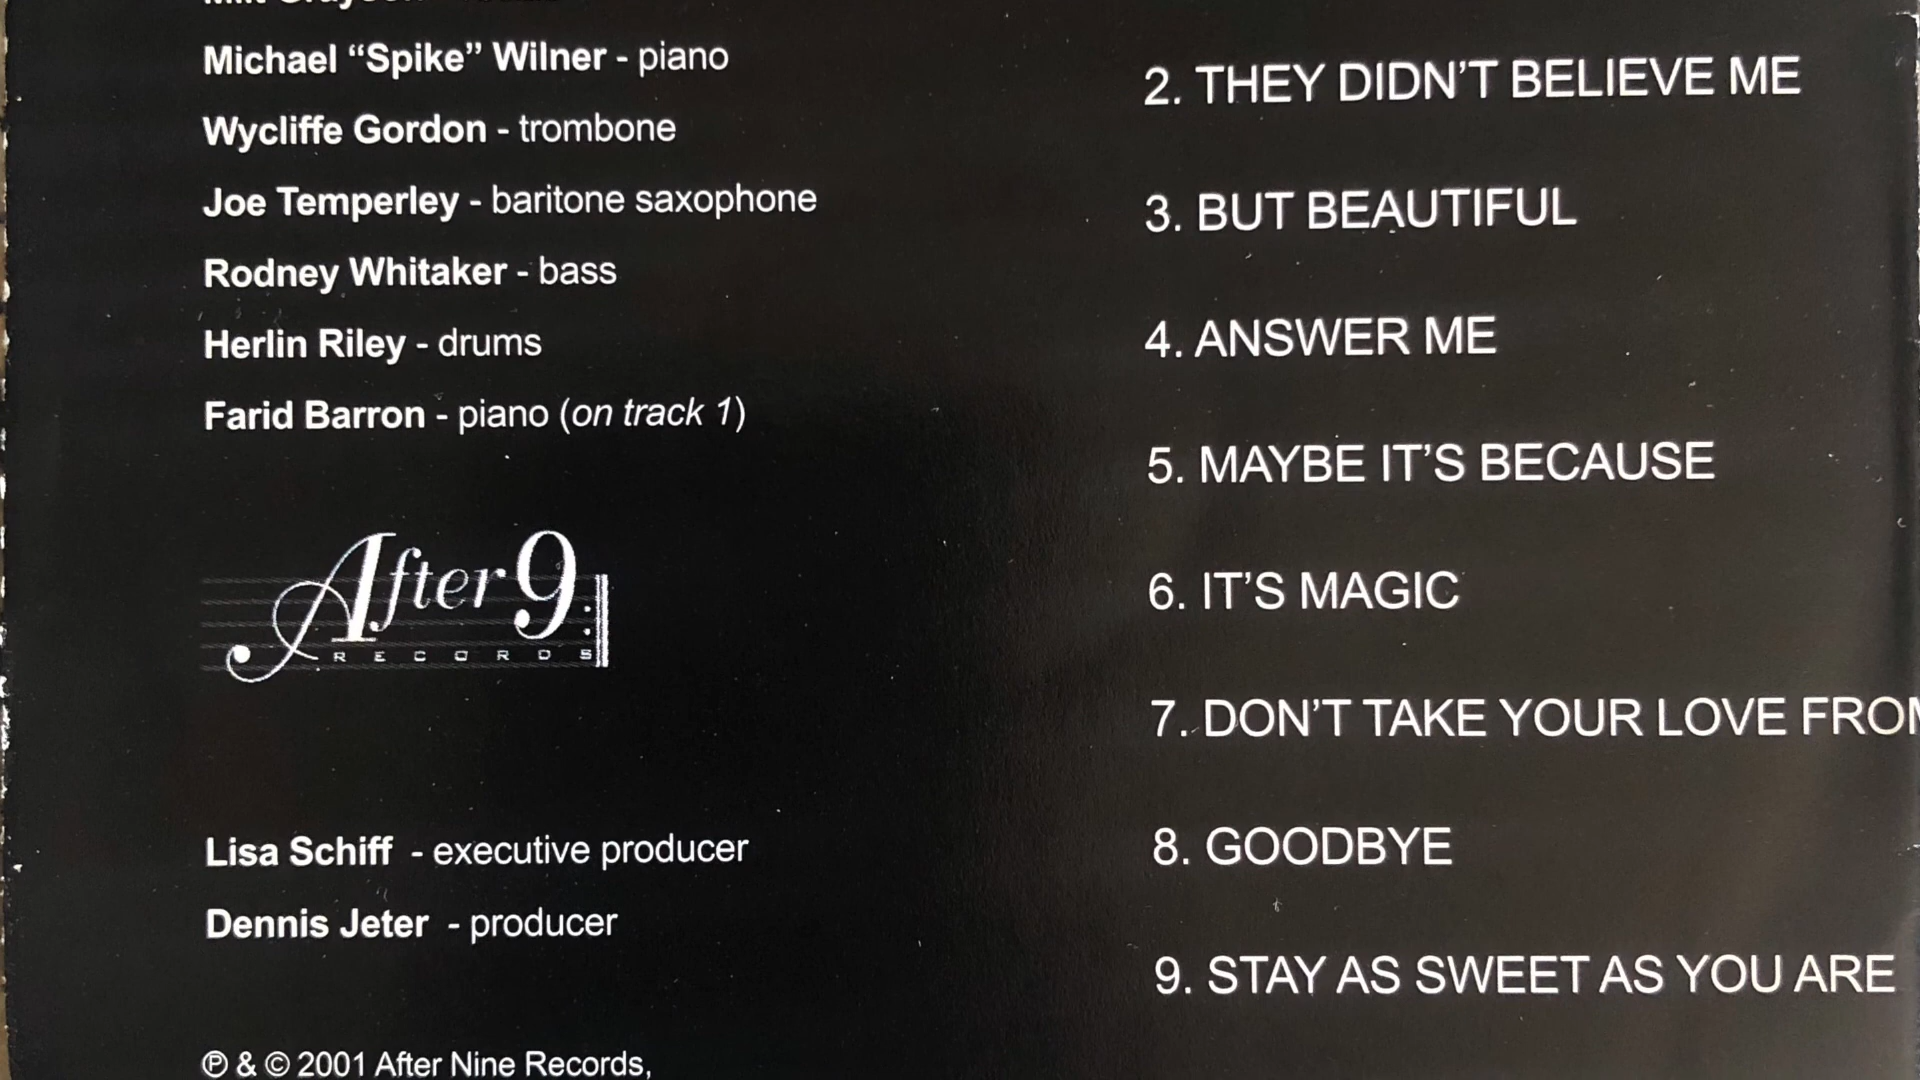 Michael “Spike” Wilner - piano
Wycliffe Gordon - trombone
Joe Temperley - baritone saxophone
Rodney Whitaker - bass
Herlin Riley - drums
Farid Barron - piano (on track 1)
After 9
RECORDS
Lisa Schiff - executive producer
Dennis Jeter - producer
℗ & © 2001 After Nine Records,
2. THEY DIDN’T BELIEVE ME
3. BUT BEAUTIFUL
4. ANSWER ME
5. MAYBE IT’S BECAUSE
6. IT’S MAGIC
7. DON’T TAKE YOUR LOVE FROM
8. GOODBYE
9. STAY AS SWEET AS YOU ARE